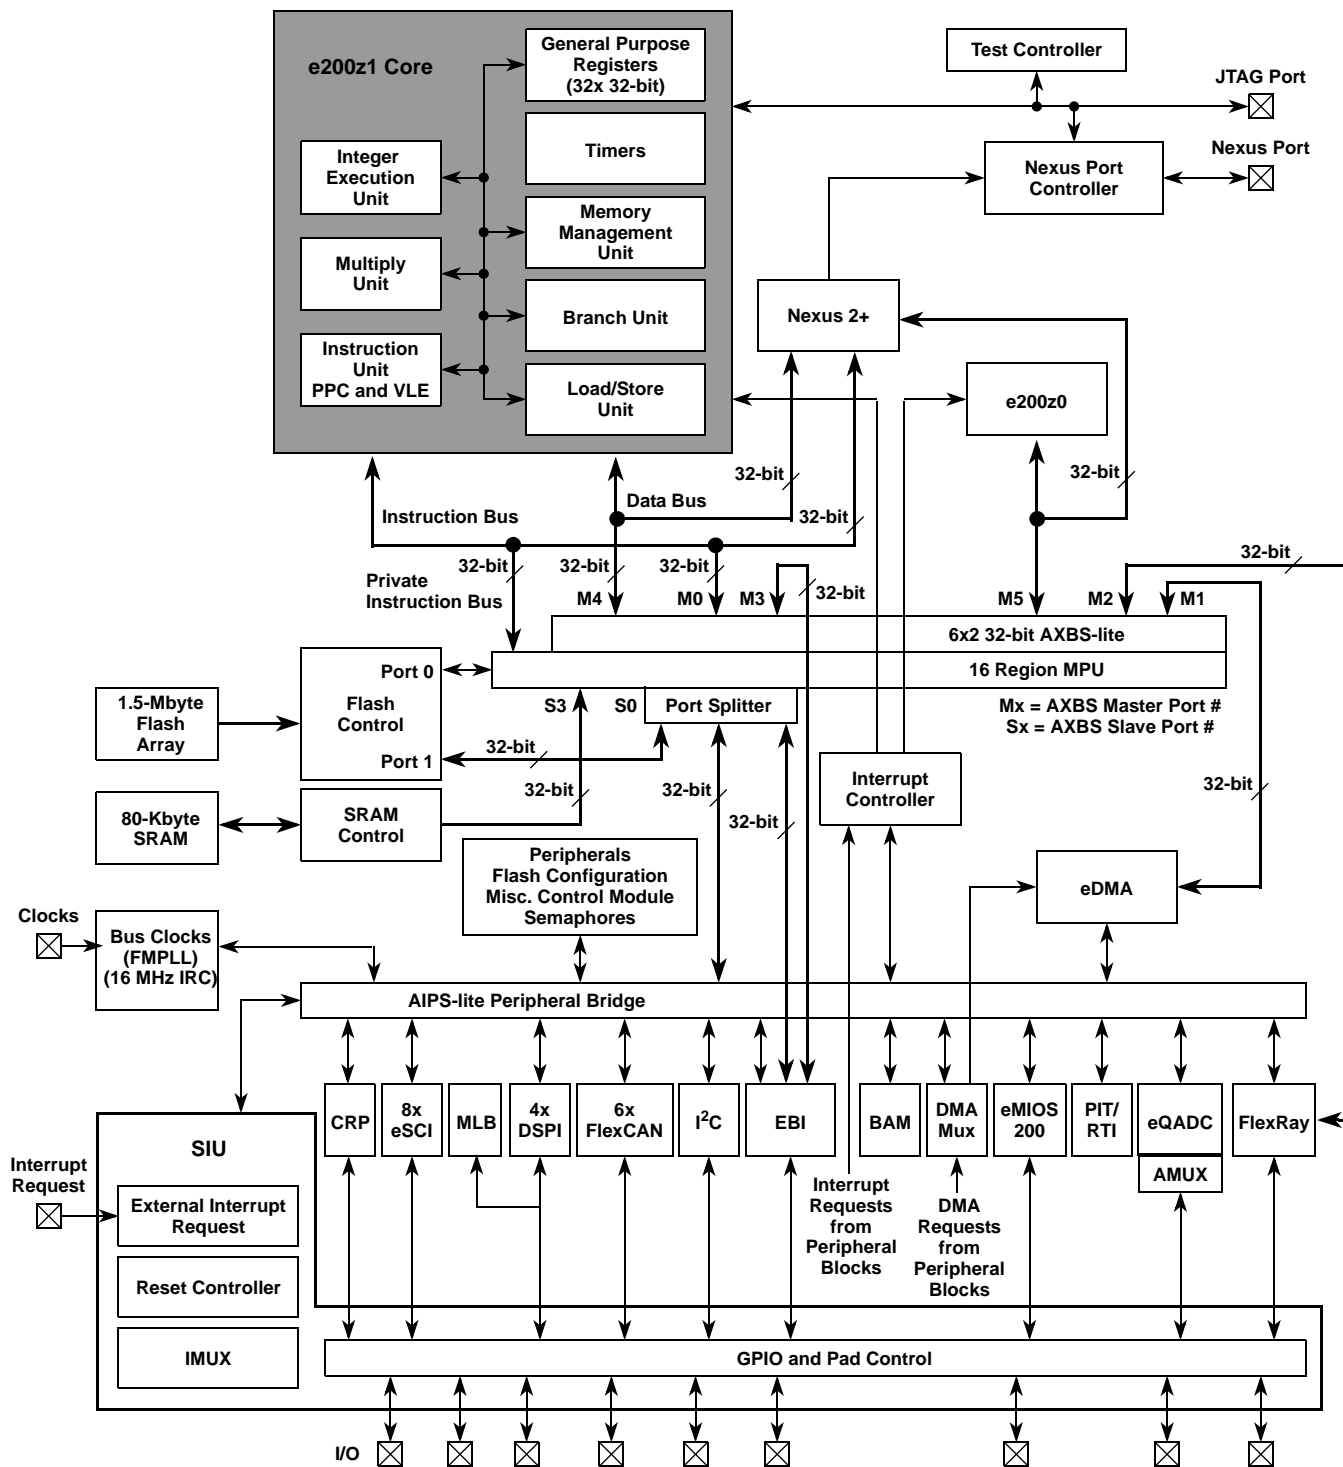 e200z1 Core
General Purpose
Registers
(32x 32-bit)
Timers
Integer
Execution
Unit
Memory
Management
Unit
Multiply
Unit
Branch Unit
Instruction
Unit
PPC and VLE
Load/Store
Unit
Test Controller
JTAG Port
Nexus Port
Controller
Nexus Port
Nexus 2+
e200z0
32-bit
32-bit
Data Bus
Instruction Bus
32-bit
32-bit
32-bit
32-bit
32-bit
32-bit
Private
Instruction Bus
M4
M0
M3
M5
M2
M1
6x2 32-bit AXBS-lite
16 Region MPU
Port 0
Flash
Control
Port 1
1.5-Mbyte
Flash
Array
S3
S0
Port Splitter
Mx = AXBS Master Port #
Sx = AXBS Slave Port #
32-bit
32-bit
32-bit
32-bit
32-bit
Interrupt
Controller
80-Kbyte
SRAM
SRAM
Control
Peripherals
Flash Configuration
Misc. Control Module
Semaphores
eDMA
Clocks
Bus Clocks
(FMPLL)
(16 MHz IRC)
AIPS-lite Peripheral Bridge
CRP
8x
eSCI
MLB
4x
DSPI
6x
FlexCAN
I2C
EBI
BAM
DMA
Mux
eMIOS
200
PIT/
RTI
eQADC
AMUX
FlexRay
SIU
Interrupt
Request
External Interrupt
Request
Reset Controller
IMUX
Interrupt
Requests
from
Peripheral
Blocks
DMA
Requests
from
Peripheral
Blocks
GPIO and Pad Control
I/O